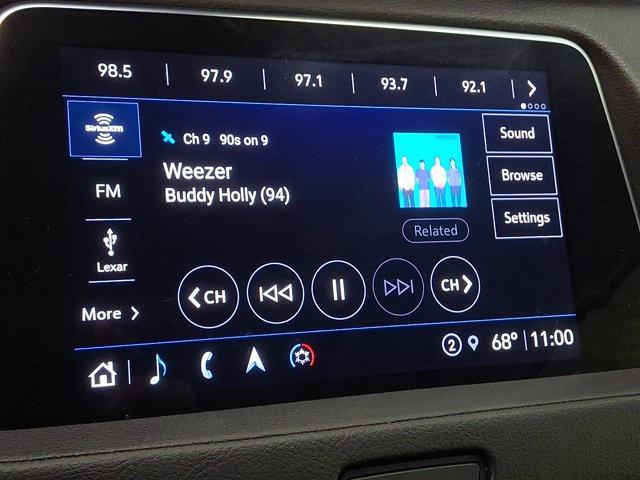 98.5 97.9 97.1 93.7 92.1
SiriusXM
Ch 9 90s on 9
Sound
Weezer
Buddy Holly (94)
Browse
FM
Settings
Related
Lexar
CH CH
More
2 68° 11:00